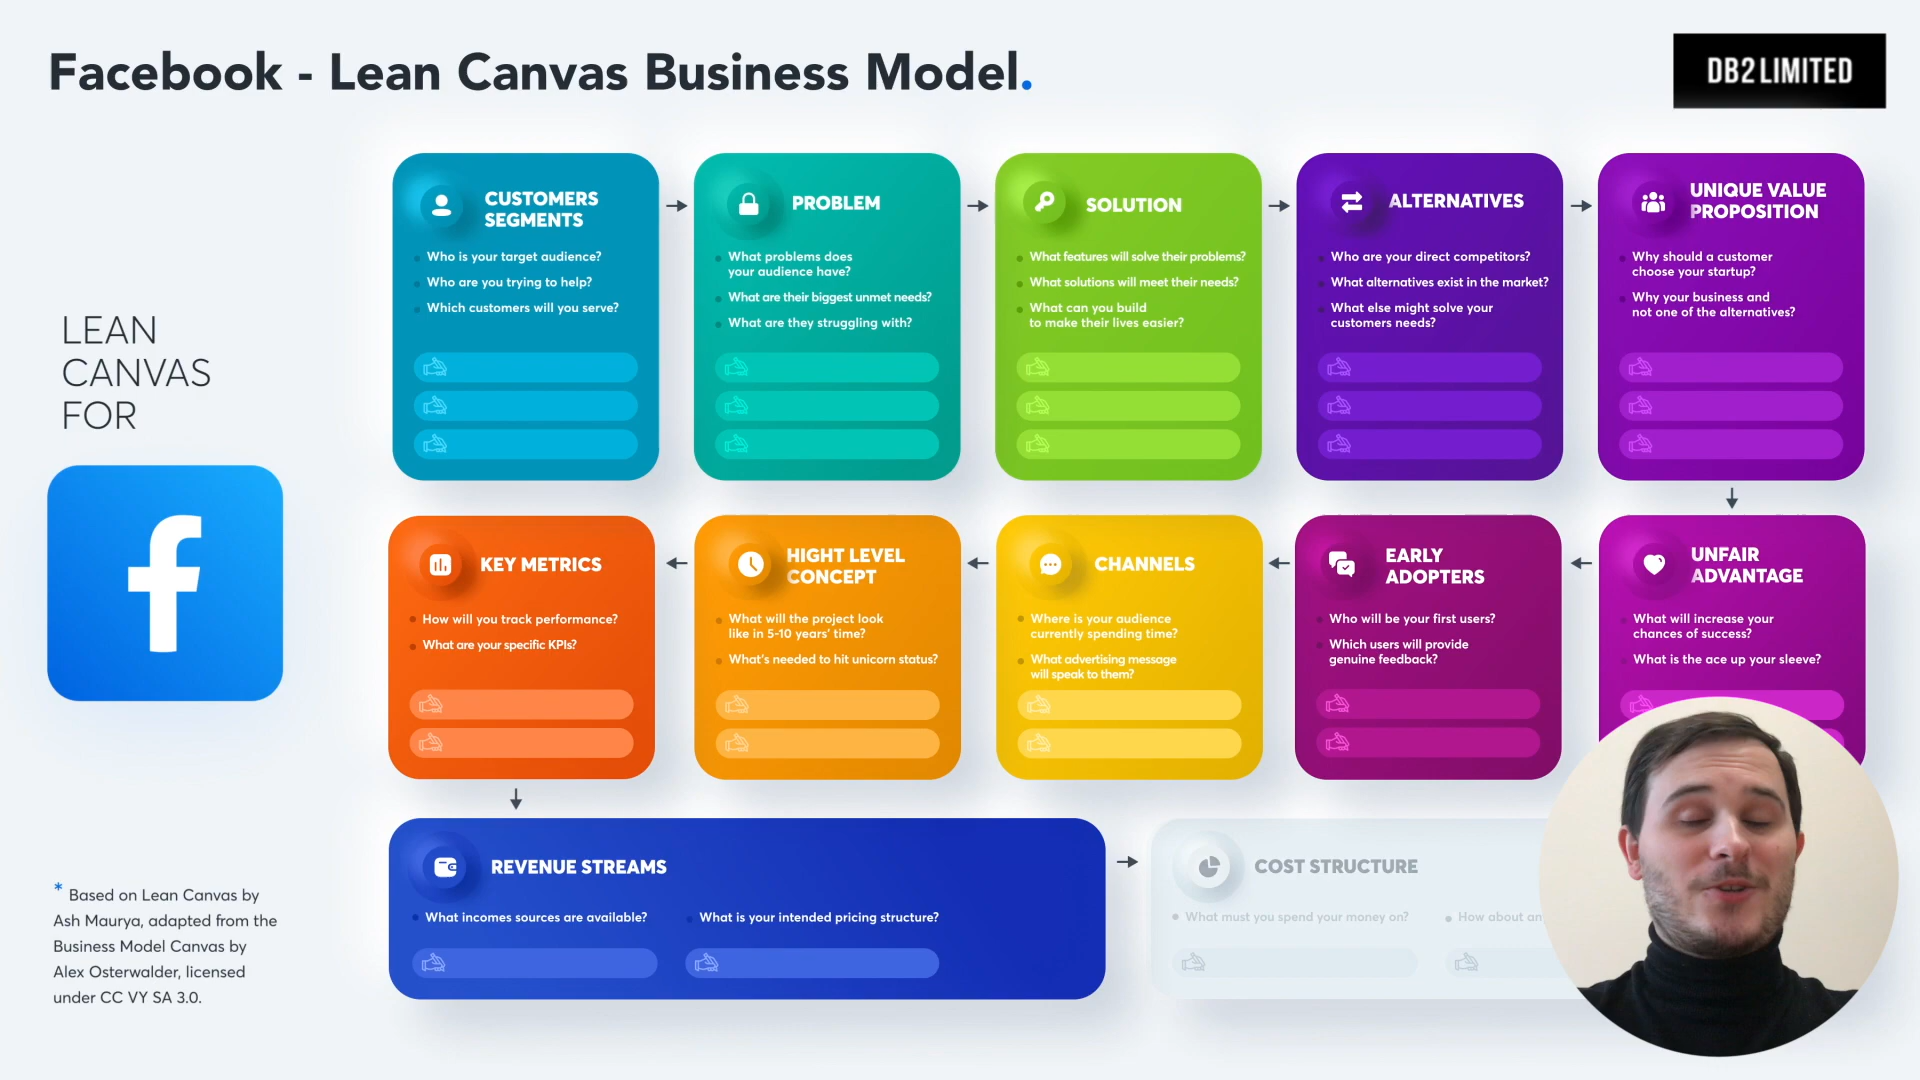 Facebook - Lean Canvas Business Model.
DB2 LIMITED
LEAN
CANVAS
FOR
* Based on Lean Canvas by
Ash Maurya, adapted from the
Business Model Canvas by
Alex Osterwalder, licensed
under CC VY SA 3.0.
CUSTOMERS
SEGMENTS
Who is your target audience?
Who are you trying to help?
Which customers will you serve?
PROBLEM
What problems does
your audience have?
What are their biggest unmet needs?
What are they struggling with?
SOLUTION
What features will solve their problems?
What solutions will meet their needs?
What can you build
to make their lives easier?
ALTERNATIVES
Who are your direct competitors?
What alternatives exist in the market?
What else might solve your
customers needs?
UNIQUE VALUE
PROPOSITION
Why should a customer
choose your startup?
Why your business and
not one of the alternatives?
KEY METRICS
How will you track performance?
What are your specific KPIs?
HIGHT LEVEL
CONCEPT
What will the project look
like in 5-10 years' time?
What's needed to hit unicorn status?
CHANNELS
Where is your audience
currently spending time?
What advertising message
will speak to them?
EARLY
ADOPTERS
Who will be your first users?
Which users will provide
genuine feedback?
UNFAIR
ADVANTAGE
What will increase your
chances of success?
What is the ace up your sleeve?
REVENUE STREAMS
What incomes sources are available?
What is your intended pricing structure?
COST STRUCTURE
What must you spend your money on?
How about an